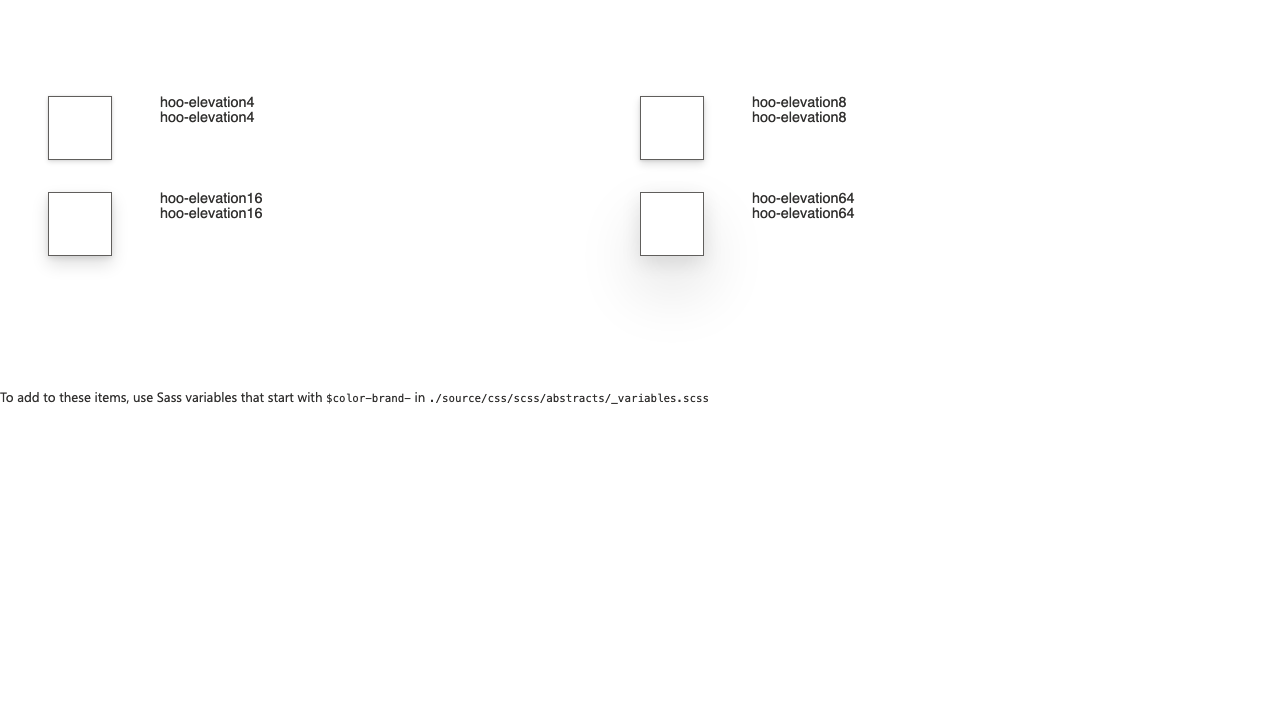 hoo-elevation4
hoo-elevation4
hoo-elevation8
hoo-elevation8
hoo-elevation16
hoo-elevation16
hoo-elevation64
hoo-elevation64
To add to these items, use Sass variables that start with $color-brand- in ./source/css/scss/abstracts/_variables.scss